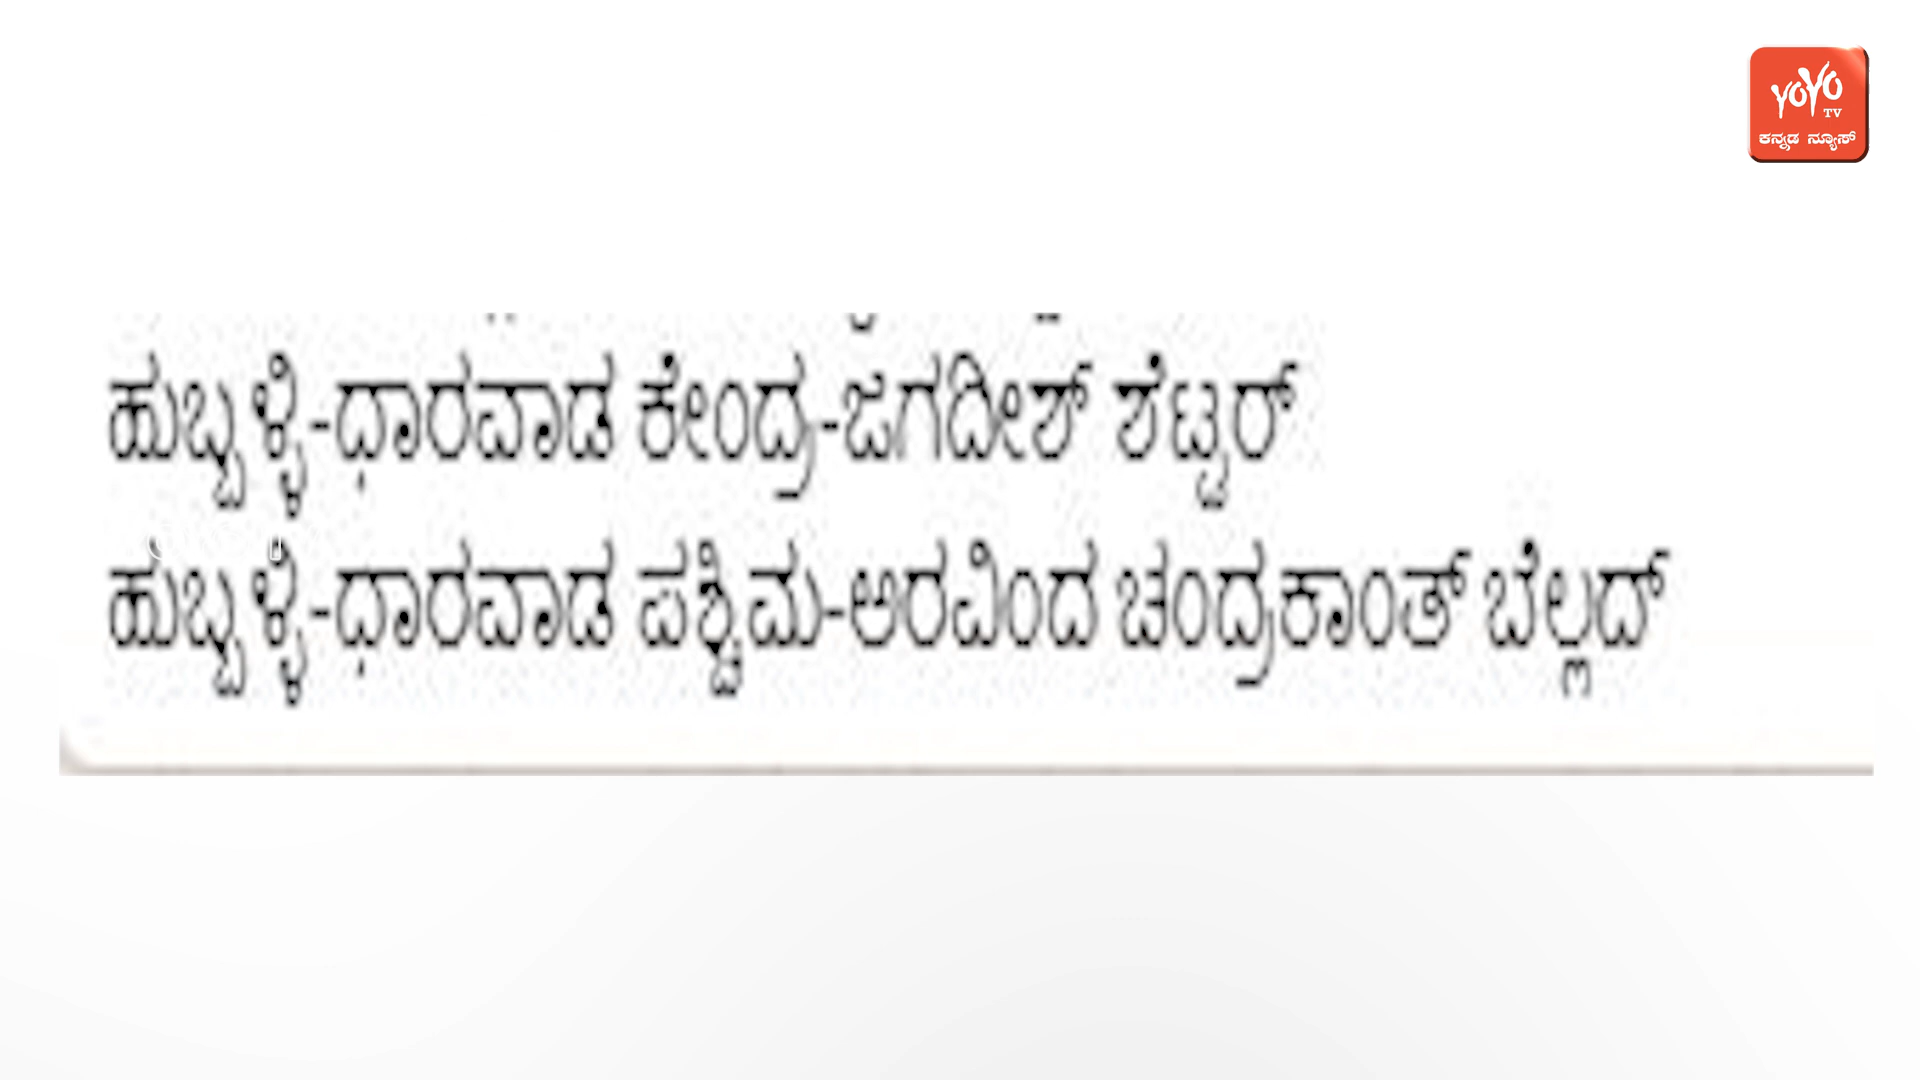 YOYO
TV
ಕನ್ನಡ ನ್ಯೂಸ್
ಹುಬ್ಬಳ್ಳಿ-ಧಾರವಾಡ ಕೇಂದ್ರ-ಜಗದೀಶ್ ಶೆಟ್ಟರ್
ಹುಬ್ಬಳ್ಳಿ-ಧಾರವಾಡ ಪಶ್ಚಿಮ-ಅರವಿಂದ ಚಂದ್ರಕಾಂತ್ ಬೆಲ್ಲದ್